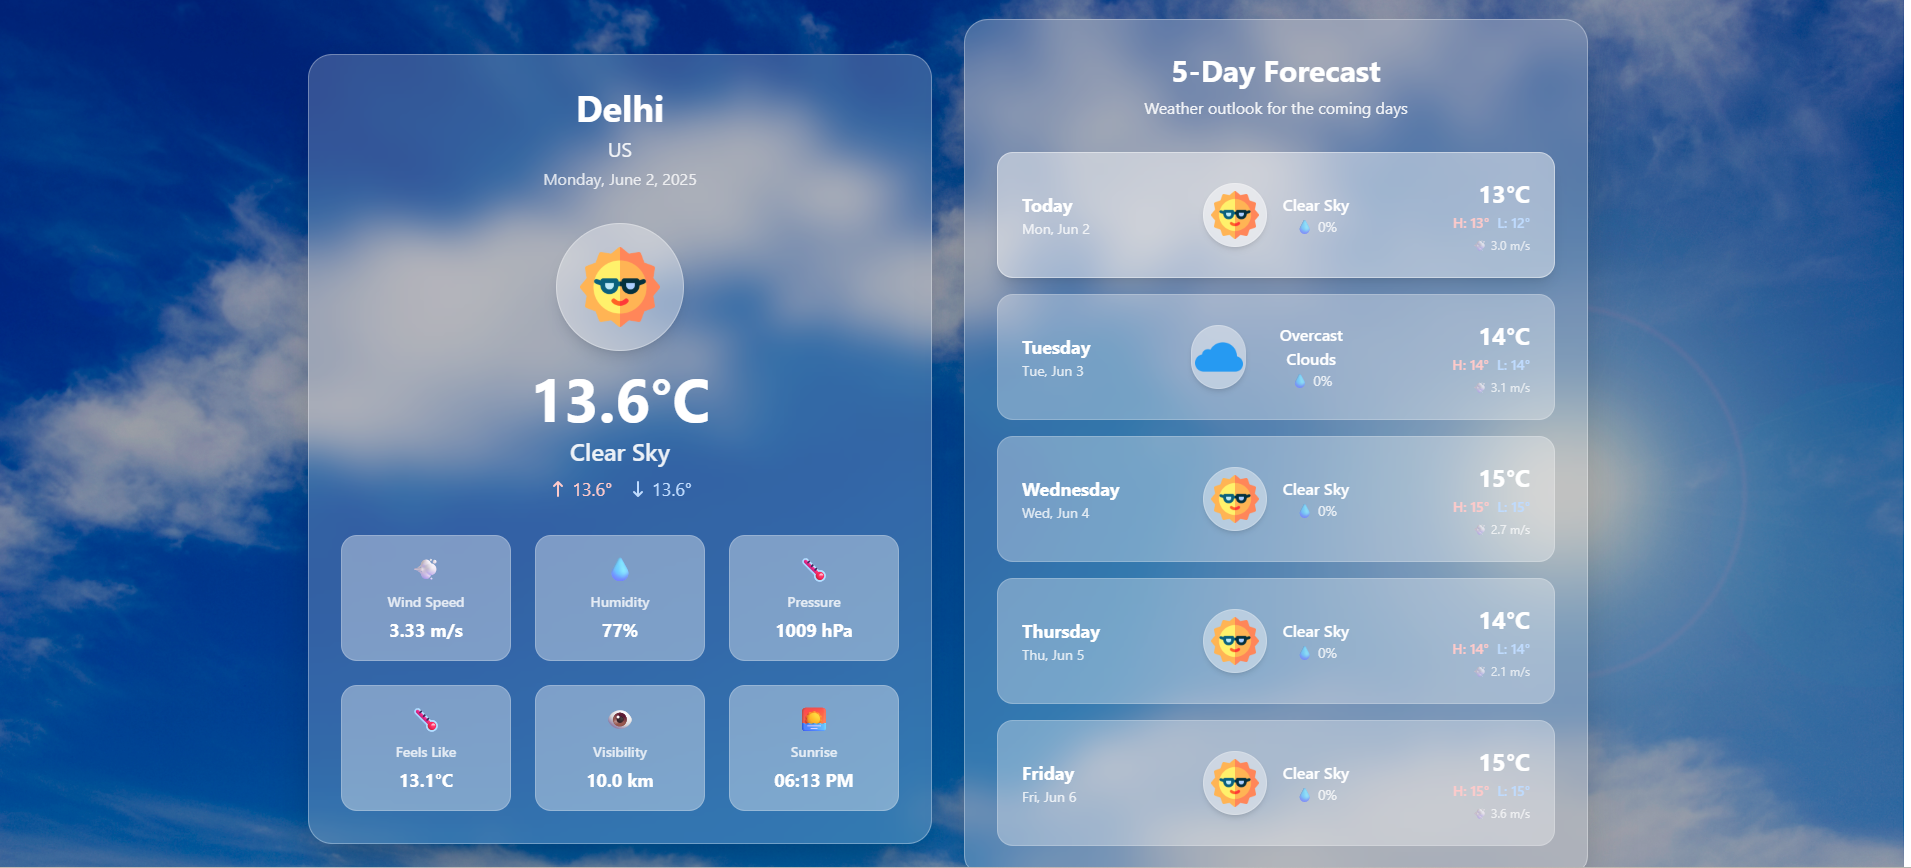 Delhi
US
Monday, June 2, 2025
13.6°C
Clear Sky
↑ 13.6° ↓ 13.6°
Wind Speed
3.33 m/s
Humidity
77%
Pressure
1009 hPa
Feels Like
13.1°C
Visibility
10.0 km
Sunrise
06:13 PM
5-Day Forecast
Weather outlook for the coming days
Today
Mon, Jun 2
Clear Sky
0%
13°C
H: 13° L: 12°
3.0 m/s
Tuesday
Tue, Jun 3
Overcast
Clouds
0%
14°C
H: 14° L: 14°
3.1 m/s
Wednesday
Wed, Jun 4
Clear Sky
0%
15°C
H: 15° L: 15°
2.7 m/s
Thursday
Thu, Jun 5
Clear Sky
0%
14°C
H: 14° L: 14°
2.1 m/s
Friday
Fri, Jun 6
Clear Sky
0%
15°C
H: 15° L: 15°
3.6 m/s